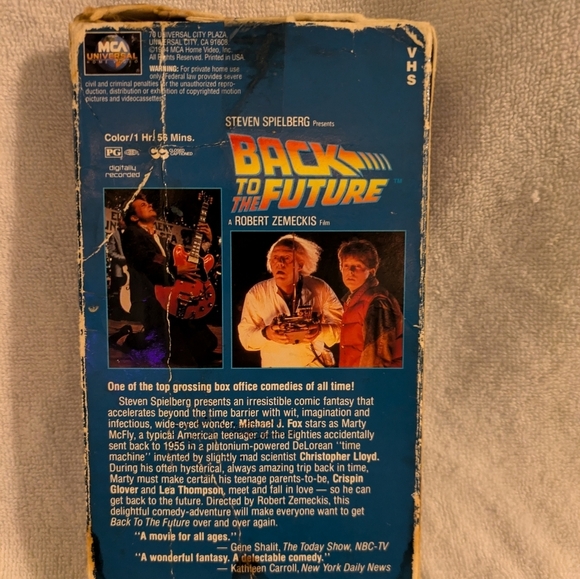 MCA
UNIVERSAL
70 UNIVERSAL CITY PLAZA
UNIVERSAL CITY, CA 91608
©1994 MCA Home Video, Inc.
All Rights Reserved. Printed in USA
WARNING: For private home use
only. Federal law provides severe
civil and criminal penalties for the unauthorized repro-
duction, distribution or exhibition of copyrighted motion
pictures and videocassettes.
VHS
STEVEN SPIELBERG Presents
Color/1 Hr/56 Mins.
PG
CLOSED
CAPTIONED
digitally
recorded
BACK
TO
THE FUTURE
TM
A ROBERT ZEMECKIS Film
One of the top grossing box office comedies of all time!
Steven Spielberg presents an irresistible comic fantasy that
accelerates beyond the time barrier with wit, imagination and
infectious, wide-eyed wonder. Michael J. Fox stars as Marty
McFly, a typical American teenager of the Eighties accidentally
sent back to 1955 in a plutonium-powered DeLorean "time
machine" invented by slightly mad scientist Christopher Lloyd.
During his often hysterical, always amazing trip back in time,
Marty must make certain his teenage parents-to-be, Crispin
Glover and Lea Thompson, meet and fall in love — so he can
get back to the future. Directed by Robert Zemeckis, this
delightful comedy-adventure will make everyone want to get
Back To The Future over and over again.
"A movie for all ages."
— Gene Shalit, The Today Show, NBC-TV
"A wonderful fantasy. A delectable comedy."
— Kathleen Carroll, New York Daily News